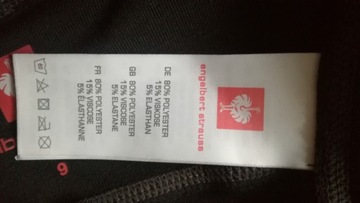 engelbert strauss
DE 80% POLYESTER
15% VISCOSE
5% ELASTHAN
GB 80% POLYESTER
15% VISCOSE
5% ELASTANE
FR 80% POLYESTER
15% VISCOSE
5% ELASTHANNE